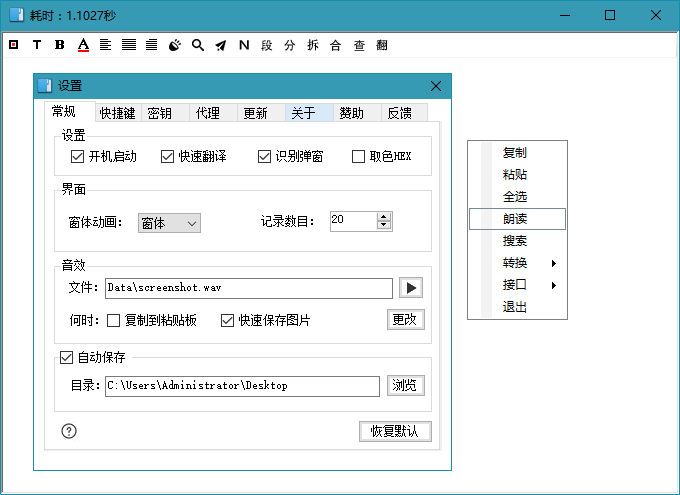 耗时：1.1027秒
T B A N 段 分 拆 合 查 翻
设置
常规 快捷键 密钥 代理 更新 关于 赞助 反馈
设置
开机启动 快速翻译 识别弹窗 取色HEX
界面
窗体动画： 窗体 记录数目： 20
音效
文件： Data\screenshot.wav
何时： 复制到粘贴板 快速保存图片 更改
自动保存
目录： C:\Users\Administrator\Desktop 浏览
恢复默认
复制
粘贴
全选
朗读
搜索
转换
接口
退出